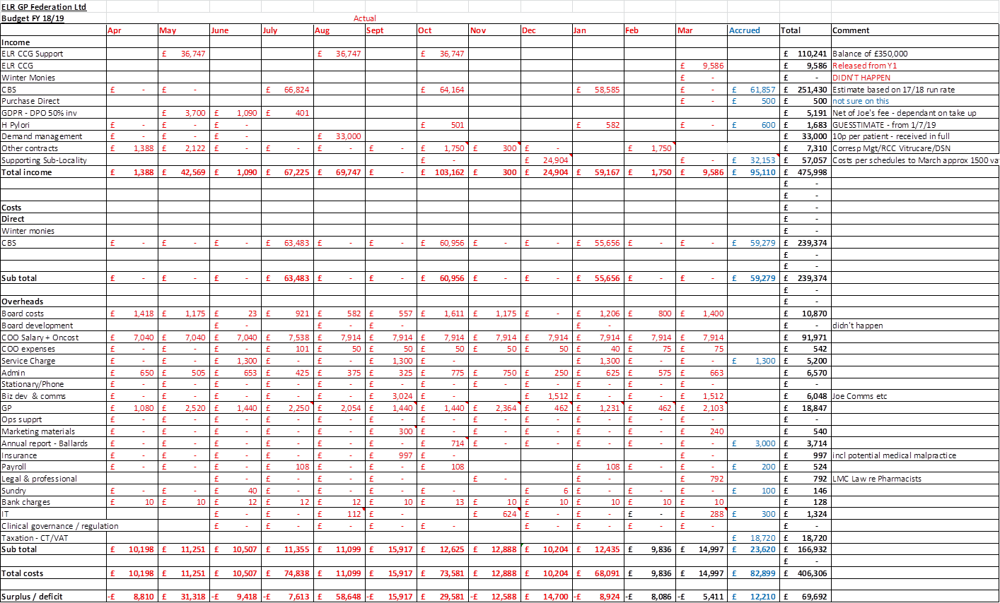 ELR GP Federation Ltd
Budget FY 18/19 Actual
Apr May June July Aug Sept Oct Nov Dec Jan Feb Mar Accrued Total Comment
Income
ELR CCG Support £ 36,747 £ 36,747 £ 36,747 £ 110,241 Balance of £350,000
ELR CCG £ 9,586 £ 9,586 Released from Y1
Winter Monies £ - £ - DIDN'T HAPPEN
CBS £ - £ - £ 66,824 £ 64,164 £ 58,585 £ - £ 61,857 £ 251,430 Estimate based on 17/18 run rate
Purchase Direct £ - £ 500 £ 500 not sure on this
GDPR - DPO 50% inv £ 3,700 £ 1,090 £ 401 £ 5,191 Net of Joe's fee - dependant on take up
H Pylori £ - £ - £ - £ 501 £ 582 £ - £ 600 £ 1,683 GUESSTIMATE - from 1/7/19
Demand management £ - £ - £ - £ 33,000 £ 33,000 10p per patient - received in full
Other contracts £ 1,388 £ 2,122 £ - £ - £ - £ - £ 1,750 £ 300 £ - £ 1,750 £ 7,310 Corresp Mgt/RCC Vitrucare/DSN
Supporting Sub-Locality £ - £ 24,904 £ - £ 32,153 £ 57,057 Costs per schedules to March approx 1500 va
Total income £ 1,388 £ 42,569 £ 1,090 £ 67,225 £ 69,747 £ - £ 103,162 £ 300 £ 24,904 £ 59,167 £ 1,750 £ 9,586 £ 95,110 £ 475,998
£ -
£ -
Costs £ -
Direct £ -
Winter monies £ -
CBS £ - £ - £ - £ 63,483 £ - £ - £ 60,956 £ - £ - £ 55,656 £ - £ - £ 59,279 £ 239,374
£ -
£ -
Sub total £ - £ - £ - £ 63,483 £ - £ - £ 60,956 £ - £ - £ 55,656 £ - £ - £ 59,279 £ 239,374
£ -
Overheads £ -
Board costs £ 1,418 £ 1,175 £ 23 £ 921 £ 582 £ 557 £ 1,611 £ 1,175 £ - £ 1,206 £ 800 £ 1,400 £ 10,870
Board development £ - £ - £ - £ - £ - didn't happen
COO Salary + Oncost £ 7,040 £ 7,040 £ 7,040 £ 7,538 £ 7,914 £ 7,914 £ 7,914 £ 7,914 £ 7,914 £ 7,914 £ 7,914 £ 7,914 £ 91,971
COO expenses £ - £ - £ - £ 101 £ 50 £ 50 £ 50 £ 50 £ 50 £ 40 £ 75 £ 75 £ 542
Service Charge £ - £ - £ 1,300 £ - £ - £ 1,300 £ - £ 1,300 £ - £ - £ 1,300 £ 5,200
Admin £ 650 £ 505 £ 653 £ 425 £ 375 £ 325 £ 775 £ 750 £ 250 £ 625 £ 575 £ 663 £ 6,570
Stationary/Phone £ - £ - £ - £ - £ - £ - £ - £ - £ - £ - £ - £ - £ -
Biz dev & comms £ - £ - £ - £ - £ - £ 3,024 £ - £ 1,512 £ - £ - £ 1,512 £ 6,048 Joe Comms etc
GP £ 1,080 £ 2,520 £ 1,440 £ 2,250 £ 2,054 £ 1,440 £ 1,440 £ 2,364 £ 462 £ 1,231 £ 462 £ 2,103 £ 18,847
Ops supprt £ - £ - £ - £ - £ - £ - £ - £ - £ - £ - £ - £ - £ -
Marketing materials £ - £ - £ - £ - £ - £ 300 £ - £ - £ - £ - £ - £ 240 £ 540
Annual report - Ballards £ - £ - £ - £ - £ - £ - £ 714 £ - £ - £ - £ - £ - £ 3,000 £ 3,714
Insurance £ - £ - £ - £ - £ - £ 997 £ - £ - £ 997 incl potential medical malpractice
Payroll £ - £ - £ - £ 108 £ - £ - £ 108 £ 108 £ - £ - £ 200 £ 524
Legal & professional £ - £ - £ - £ - £ - £ - £ 792 £ 792 LMC Law re Pharmacists
Sundry £ - £ - £ 40 £ - £ - £ - £ - £ 6 £ - £ - £ - £ 100 £ 146
Bank charges £ 10 £ 10 £ 12 £ 12 £ 12 £ 10 £ 13 £ 10 £ 10 £ 10 £ 10 £ 10 £ 128
IT £ - £ - £ 112 £ - £ 624 £ - £ - £ - £ 288 £ 300 £ 1,324
Clinical governance / regulation £ - £ - £ - £ - £ - £ - £ - £ - £ - £ -
Taxation - CT/VAT £ 18,720 £ 18,720
Sub total £ 10,198 £ 11,251 £ 10,507 £ 11,355 £ 11,099 £ 15,917 £ 12,625 £ 12,888 £ 10,204 £ 12,435 £ 9,836 £ 14,997 £ 23,620 £ 166,932
£ -
Total costs £ 10,198 £ 11,251 £ 10,507 £ 74,838 £ 11,099 £ 15,917 £ 73,581 £ 12,888 £ 10,204 £ 68,091 £ 9,836 £ 14,997 £ 82,899 £ 406,306
Surplus / deficit -£ 8,810 £ 31,318 -£ 9,418 -£ 7,613 £ 58,648 -£ 15,917 £ 29,581 -£ 12,588 £ 14,700 -£ 8,924 -£ 8,086 -£ 5,411 £ 12,210 £ 69,692